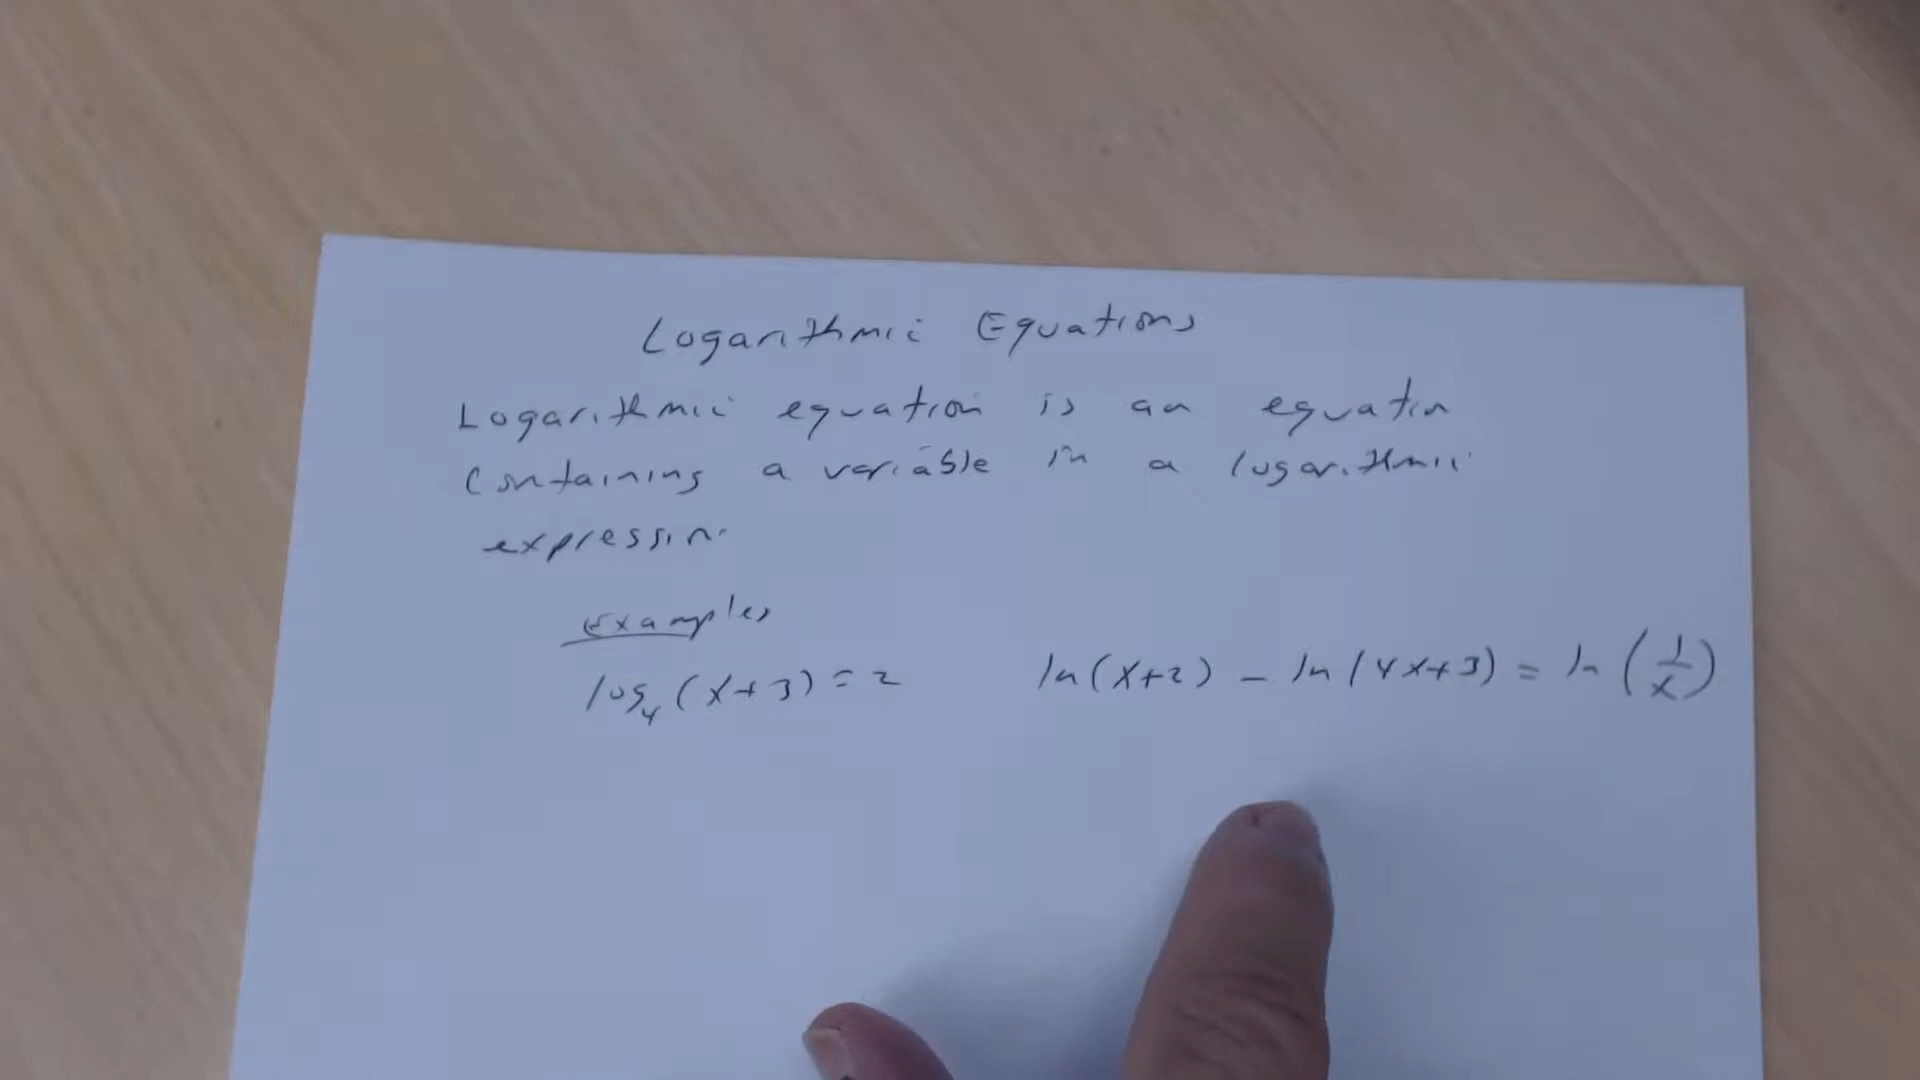 Logarithmic Equations
Logarithmic equation is an equation
containing a variable in a logarithmic
expression.
Examples
log₄(x+3)=2 ln(x+2) - ln(4x+3) = ln(1/x)